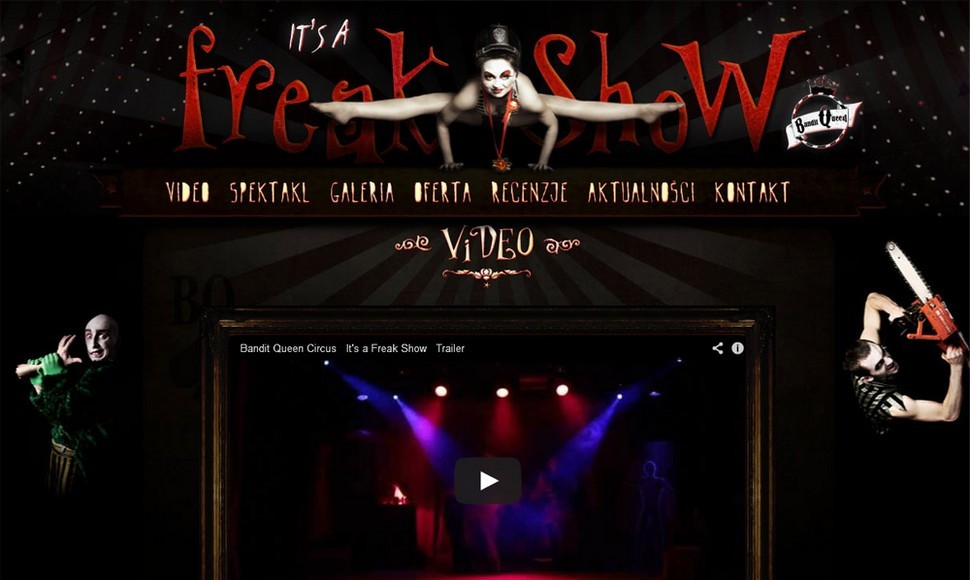 IT'S A
freak Show
Bandit Queen
VIDEO SPEKTAKL GALERIA OFERTA RECENZJE AKTUALNOŚCI KONTAKT
ViDEO
BO
Bandit Queen Circus It's a Freak Show Trailer